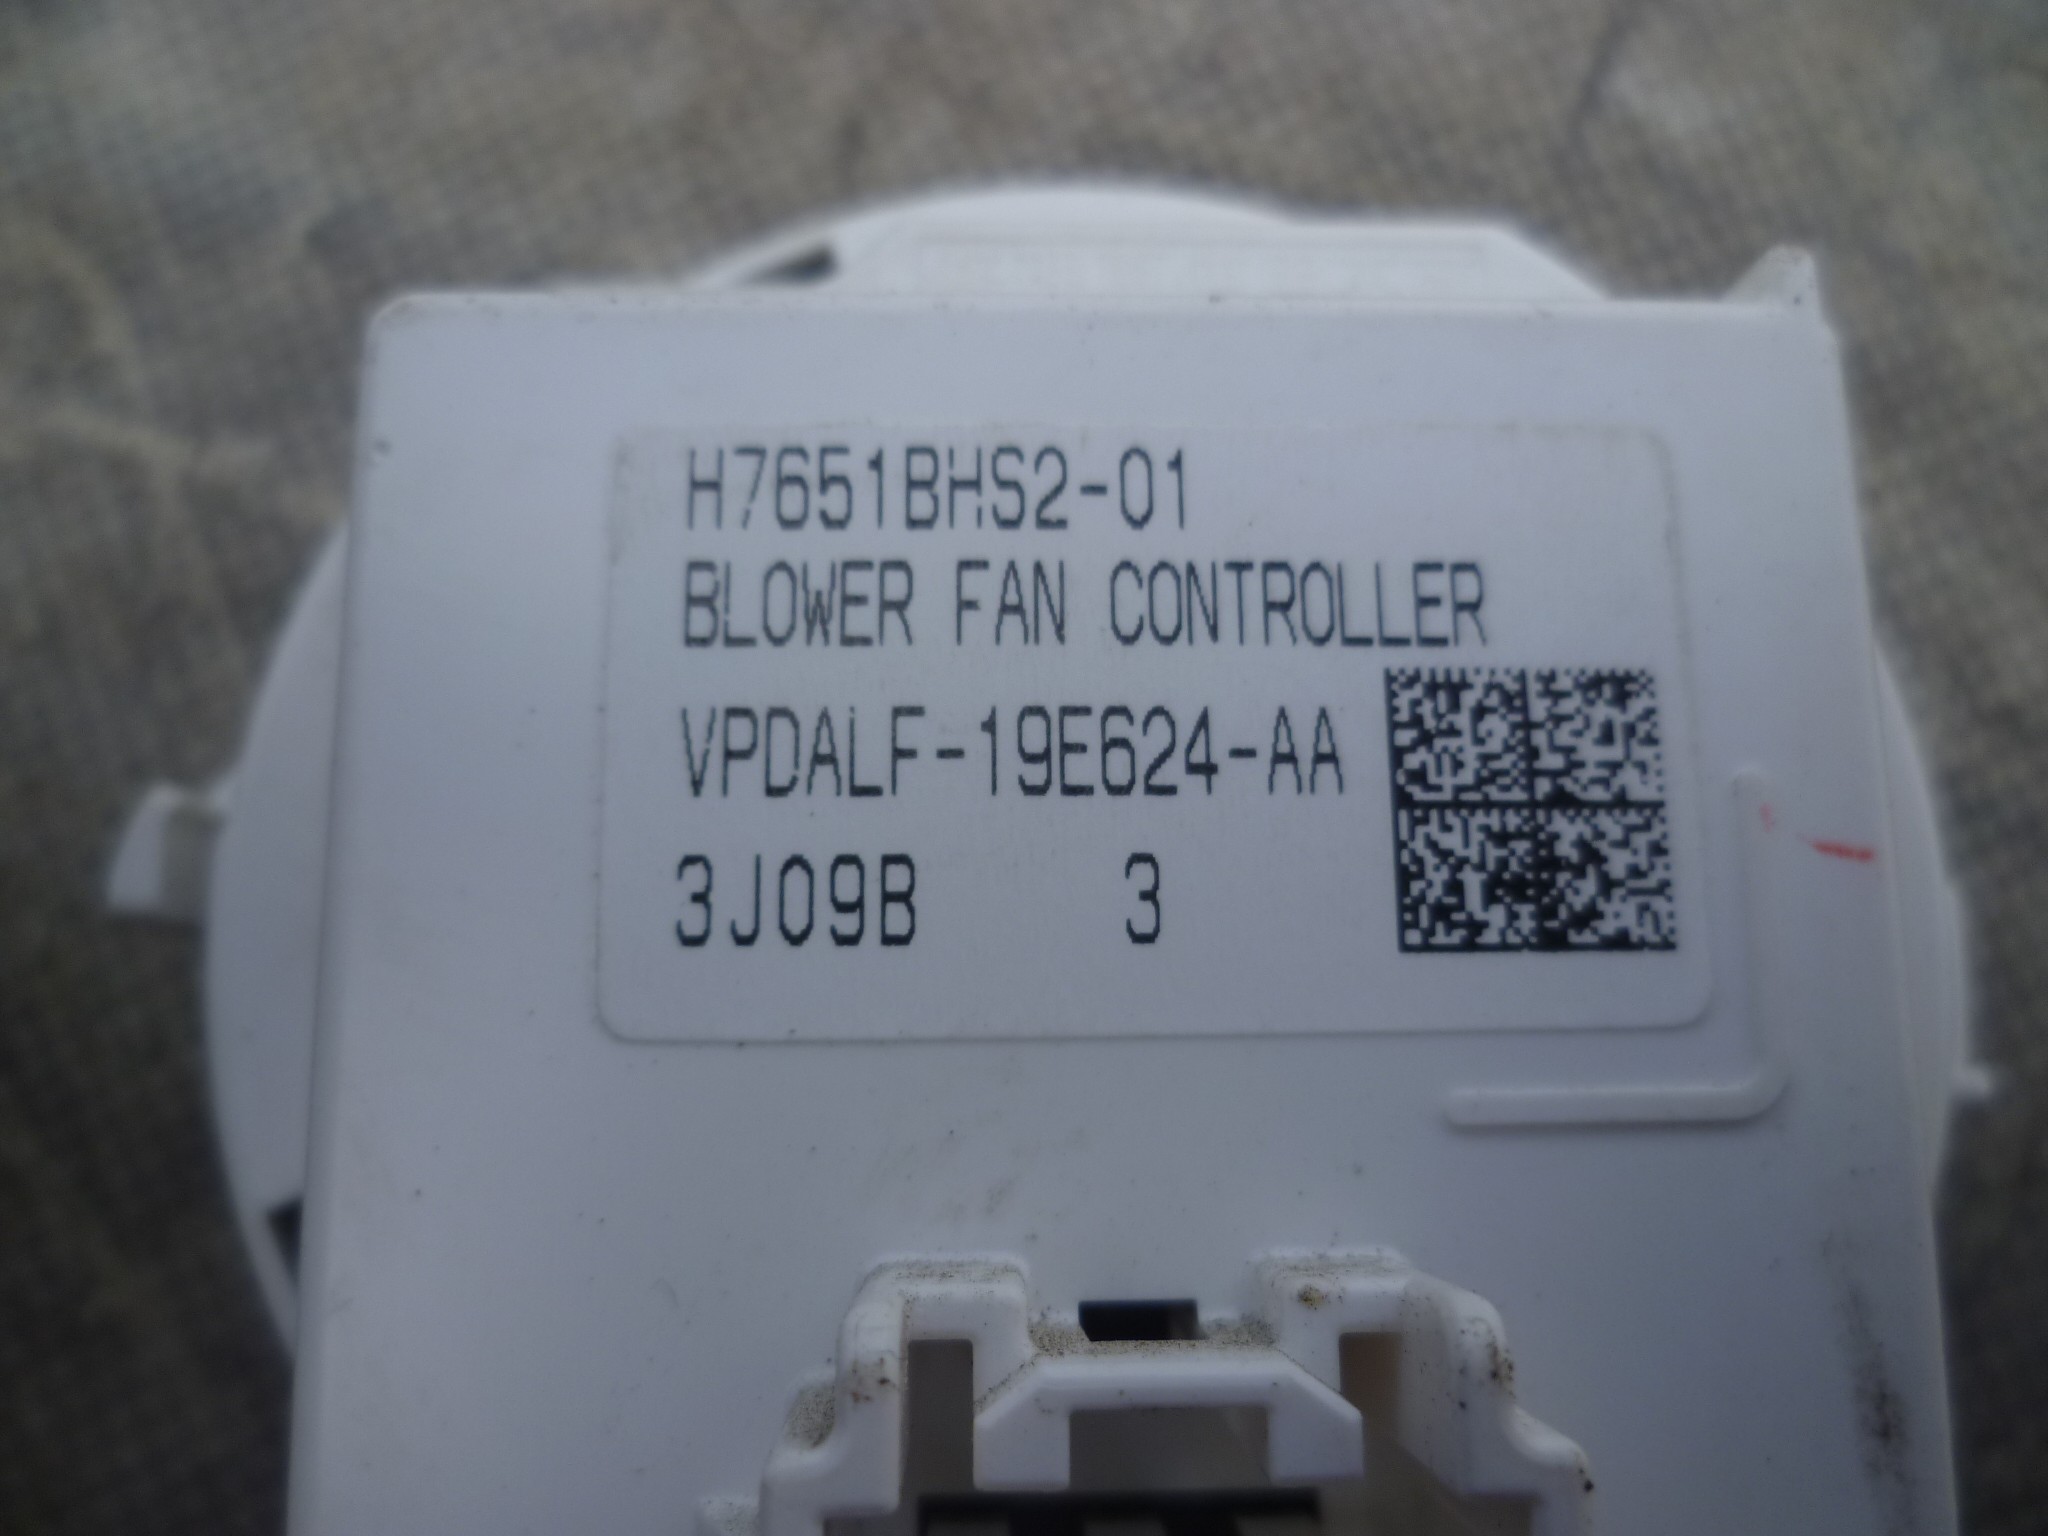 H7651BHS2-01
BLOWER FAN CONTROLLER
VPDALF-19E624-AA
3J09B 3